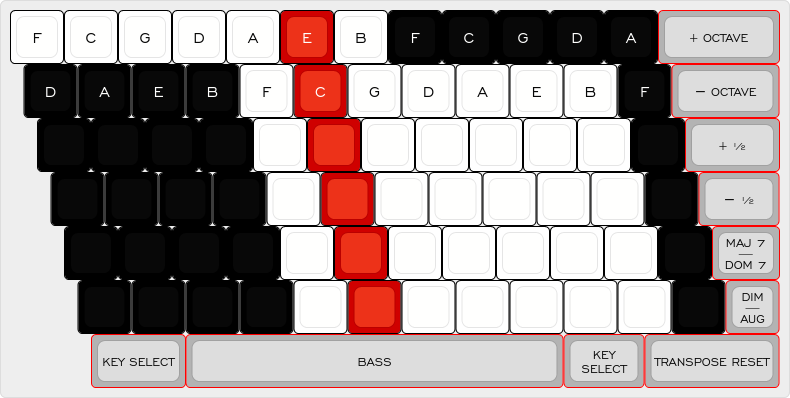 F C G D A E B F C G D A + OCTAVE
D A E B F C G D A E B F − OCTAVE
+ ½
− ½
MAJ 7
DOM 7
DIM
AUG
KEY SELECT BASS KEY SELECT TRANSPOSE RESET